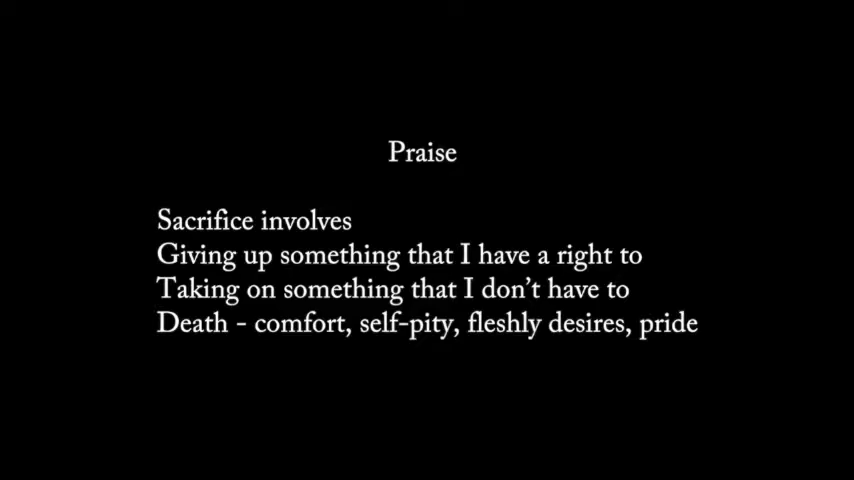 Praise
Sacrifice involves
Giving up something that I have a right to
Taking on something that I don't have to
Death - comfort, self-pity, fleshly desires, pride